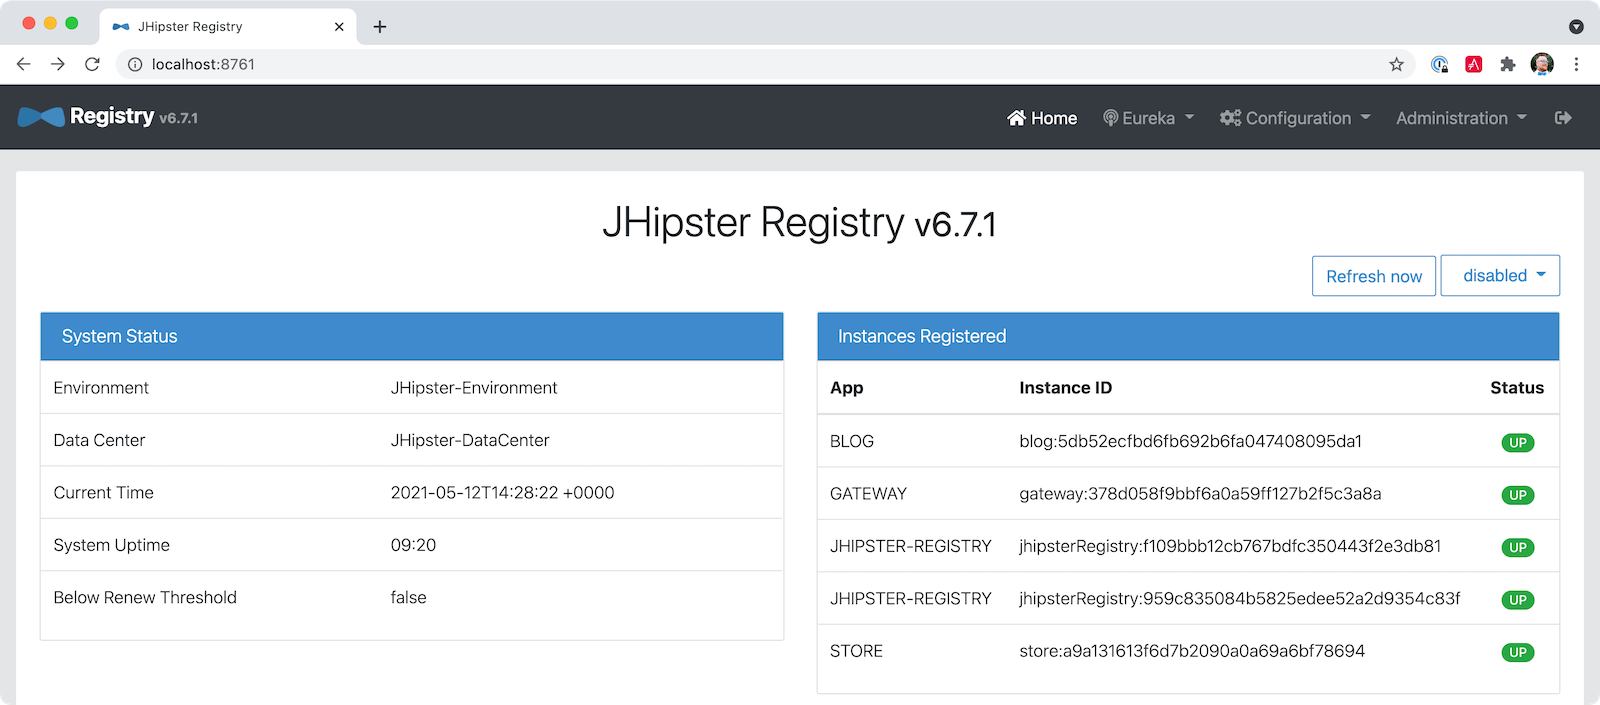 JHipster Registry
localhost:8761
Registry v6.7.1
Home Eureka Configuration Administration
JHipster Registry v6.7.1
Refresh now disabled
System Status
Environment JHipster-Environment
Data Center JHipster-DataCenter
Current Time 2021-05-12T14:28:22 +0000
System Uptime 09:20
Below Renew Threshold false
Instances Registered
App Instance ID Status
BLOG blog:5db52ecfbd6fb692b6fa047408095da1 UP
GATEWAY gateway:378d058f9bbf6a0a59ff127b2f5c3a8a UP
JHIPSTER-REGISTRY jhipsterRegistry:f109bbb12cb767bdfc350443f2e3db81 UP
JHIPSTER-REGISTRY jhipsterRegistry:959c835084b5825edee52a2d9354c83f UP
STORE store:a9a131613f6d7b2090a0a69a6bf78694 UP